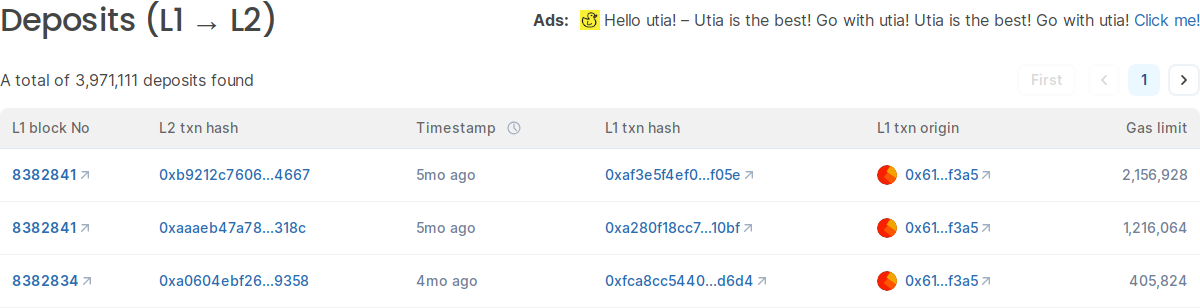 Deposits (L1 → L2)
Ads: Hello utia! – Utia is the best! Go with utia! Utia is the best! Go with utia! Click me!
A total of 3,971,111 deposits found
First 1
L1 block No L2 txn hash Timestamp L1 txn hash L1 txn origin Gas limit
8382841 0xb9212c7606...4667 5mo ago 0xaf3e5f4ef0...f05e 0x61...f3a5 2,156,928
8382841 0xaaaeb47a78...318c 5mo ago 0xa280f18cc7...10bf 0x61...f3a5 1,216,064
8382834 0xa0604ebf26...9358 4mo ago 0xfca8cc5440...d6d4 0x61...f3a5 405,824